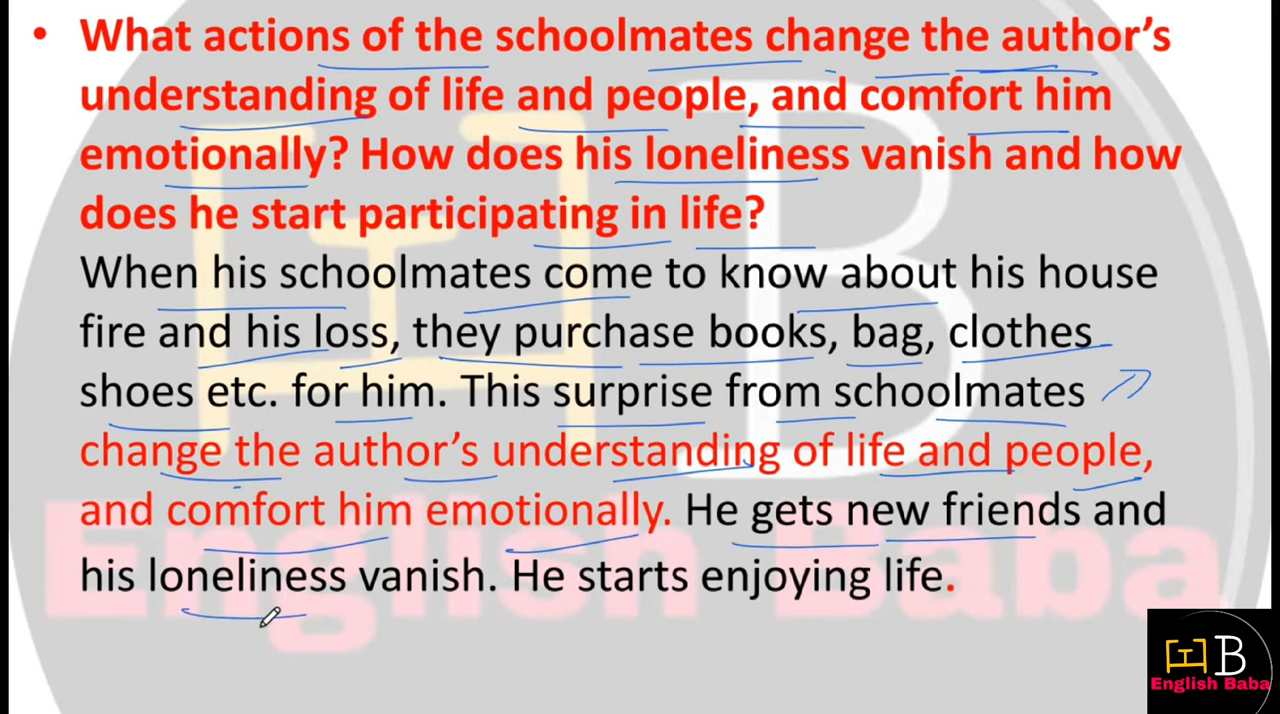 • What actions of the schoolmates change the author's
understanding of life and people, and comfort him
emotionally? How does his loneliness vanish and how
does he start participating in life?
When his schoolmates come to know about his house
fire and his loss, they purchase books, bag, clothes
shoes etc. for him. This surprise from schoolmates
change the author's understanding of life and people,
and comfort him emotionally. He gets new friends and
his loneliness vanish. He starts enjoying life.
English Baba
B
B
English Baba